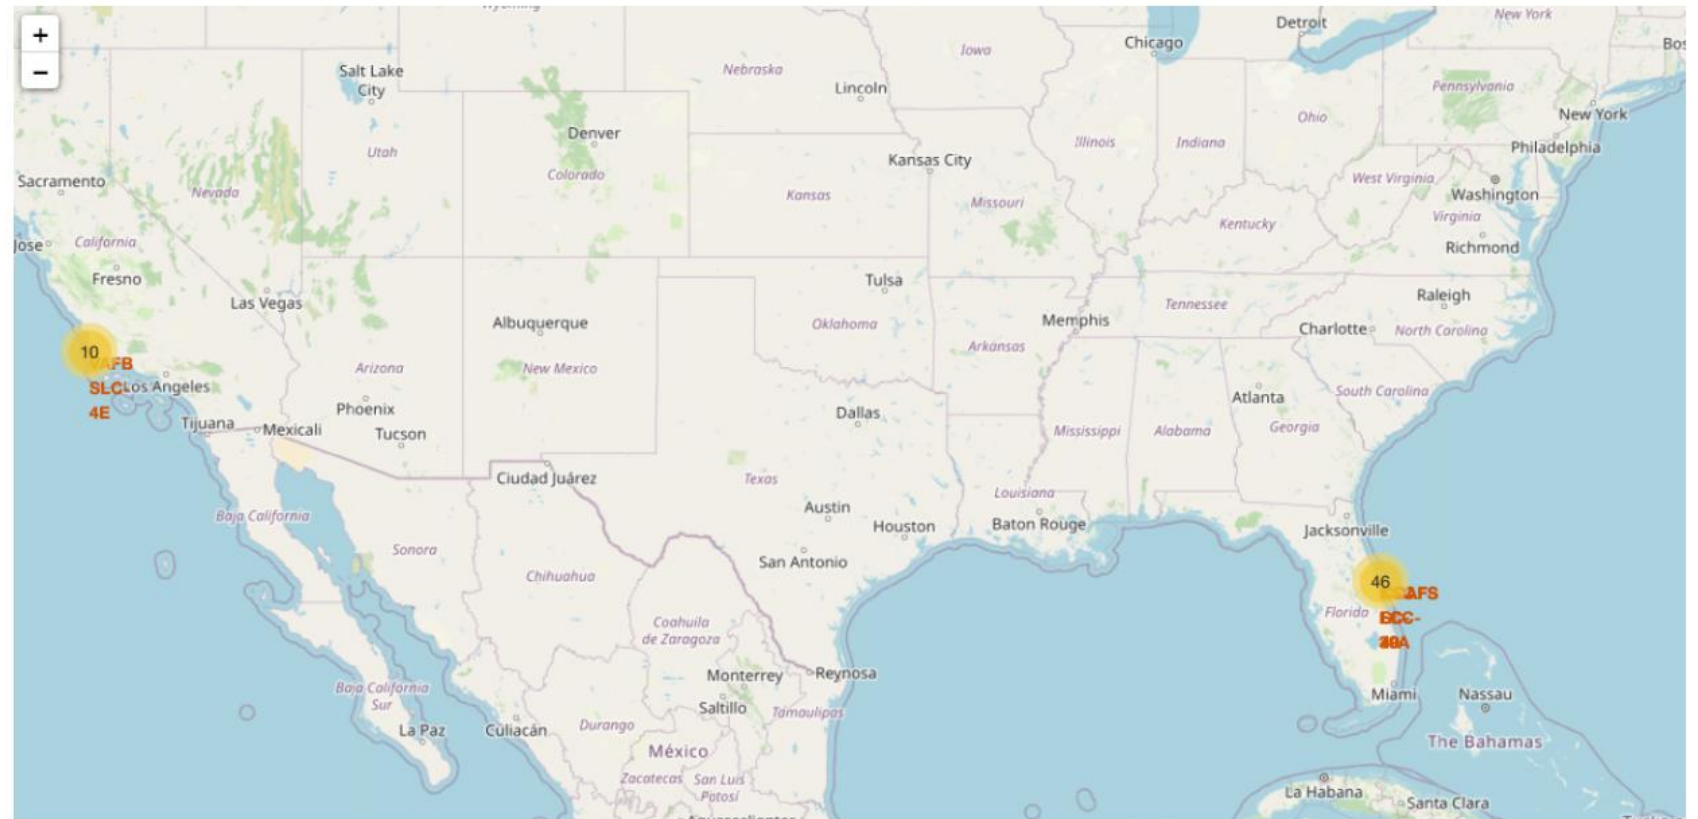 +
−
Wyoming
Detroit
New York
Chicago
Iowa
Salt Lake
City
Nebraska
Lincoln
Pennsylvania
New York
Ohio
Denver
Illinois
Indiana
Philadelphia
Utah
Kansas City
Colorado
Sacramento
Nevada
Kansas
Missouri
West Virginia
Washington
Kentucky
Virginia
California
Jose
Richmond
Fresno
Tulsa
Las Vegas
Raleigh
Tennessee
Albuquerque
Oklahoma
Memphis
Charlotte
North Carolina
Arkansas
10
AFB
Arizona
New Mexico
SLC-
Los Angeles
4E
South Carolina
Atlanta
Phoenix
Dallas
Tijuana
Mexicali
Tucson
Mississippi
Alabama
Georgia
Ciudad Juárez
Texas
Louisiana
Austin
Baja California
Houston
Baton Rouge
Jacksonville
Sonora
San Antonio
Chihuahua
46
AFS
Florida
Coahuila
de Zaragoza
Monterrey
Reynosa
Baja California
Sur
Saltillo
Tamaulipas
Miami
Nassau
La Paz
Culiacán
Durango
México
The Bahamas
Zacatecas
San Luis
Potosí
La Habana
Santa Clara